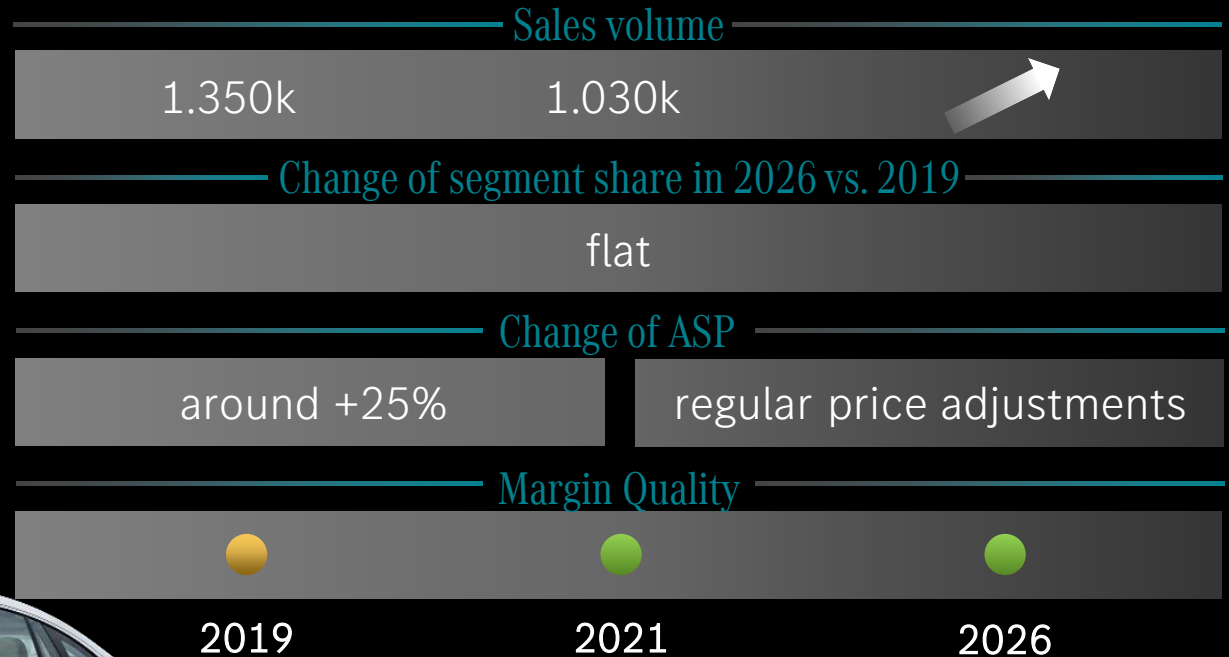 Sales volume
1.350k 1.030k
Change of segment share in 2026 vs. 2019
flat
Change of ASP
around +25% regular price adjustments
Margin Quality
2019 2021 2026